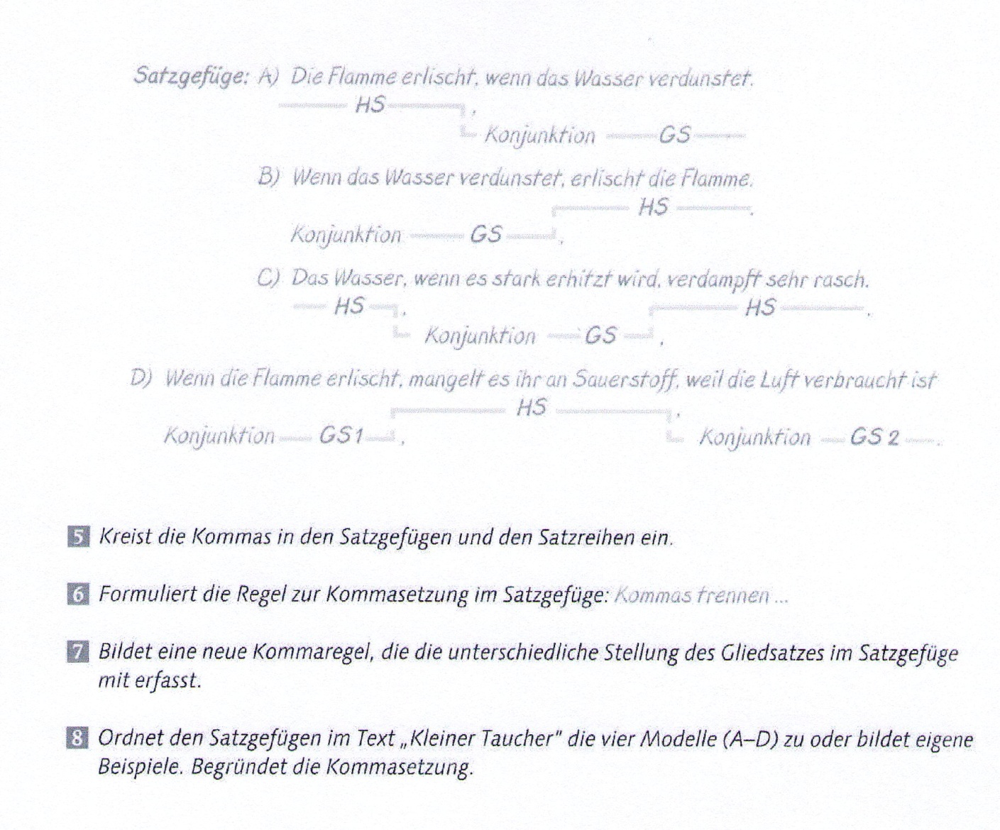 Satzgefüge: A) Die Flamme erlischt, wenn das Wasser verdunstet.
HS ,
Konjunktion GS
B) Wenn das Wasser verdunstet, erlischt die Flamme.
HS .
Konjunktion GS ,
C) Das Wasser, wenn es stark erhitzt wird, verdampft sehr rasch.
HS , HS .
Konjunktion GS ,
D) Wenn die Flamme erlischt, mangelt es ihr an Sauerstoff, weil die Luft verbraucht ist
HS ,
Konjunktion GS 1 , Konjunktion GS 2 .
5 Kreist die Kommas in den Satzgefügen und den Satzreihen ein.
6 Formuliert die Regel zur Kommasetzung im Satzgefüge: Kommas trennen ...
7 Bildet eine neue Kommaregel, die die unterschiedliche Stellung des Gliedsatzes im Satzgefüge
mit erfasst.
8 Ordnet den Satzgefügen im Text „Kleiner Taucher" die vier Modelle (A–D) zu oder bildet eigene
Beispiele. Begründet die Kommasetzung.